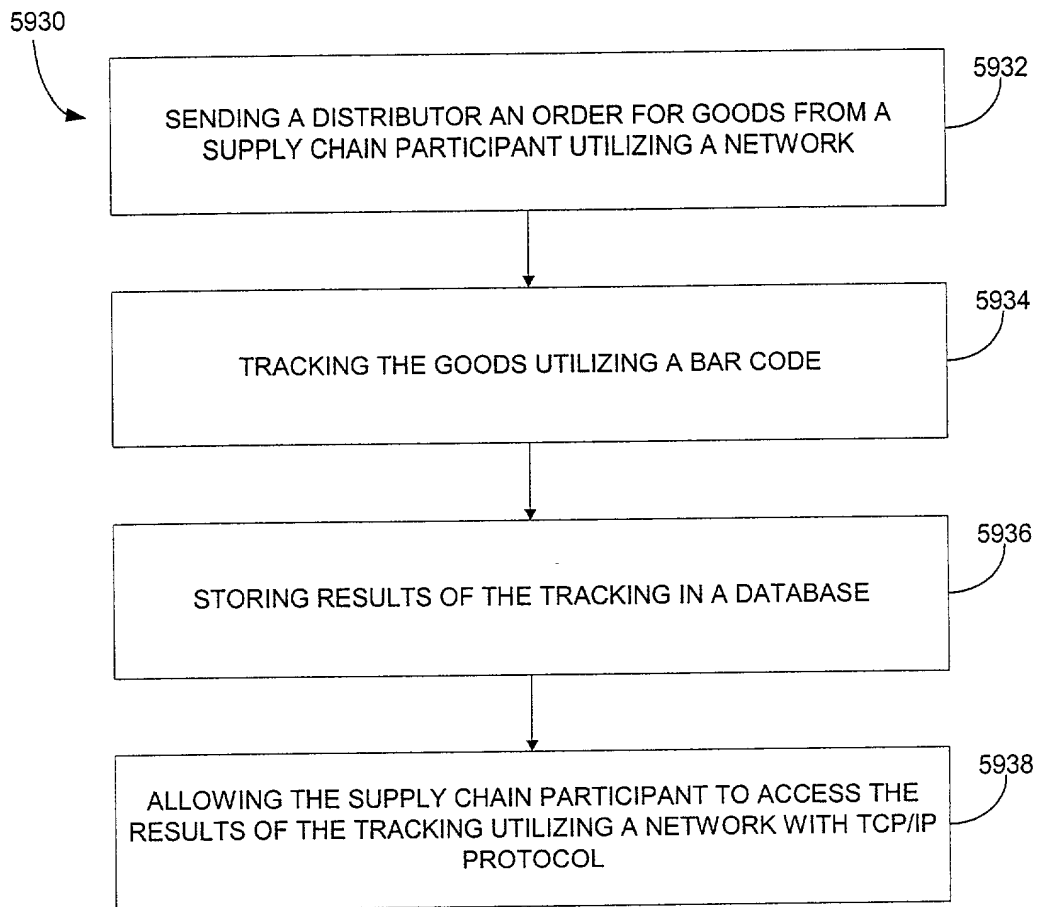 5930
5932
SENDING A DISTRIBUTOR AN ORDER FOR GOODS FROM A
SUPPLY CHAIN PARTICIPANT UTILIZING A NETWORK
5934
TRACKING THE GOODS UTILIZING A BAR CODE
5936
STORING RESULTS OF THE TRACKING IN A DATABASE
5938
ALLOWING THE SUPPLY CHAIN PARTICIPANT TO ACCESS THE
RESULTS OF THE TRACKING UTILIZING A NETWORK WITH TCP/IP
PROTOCOL